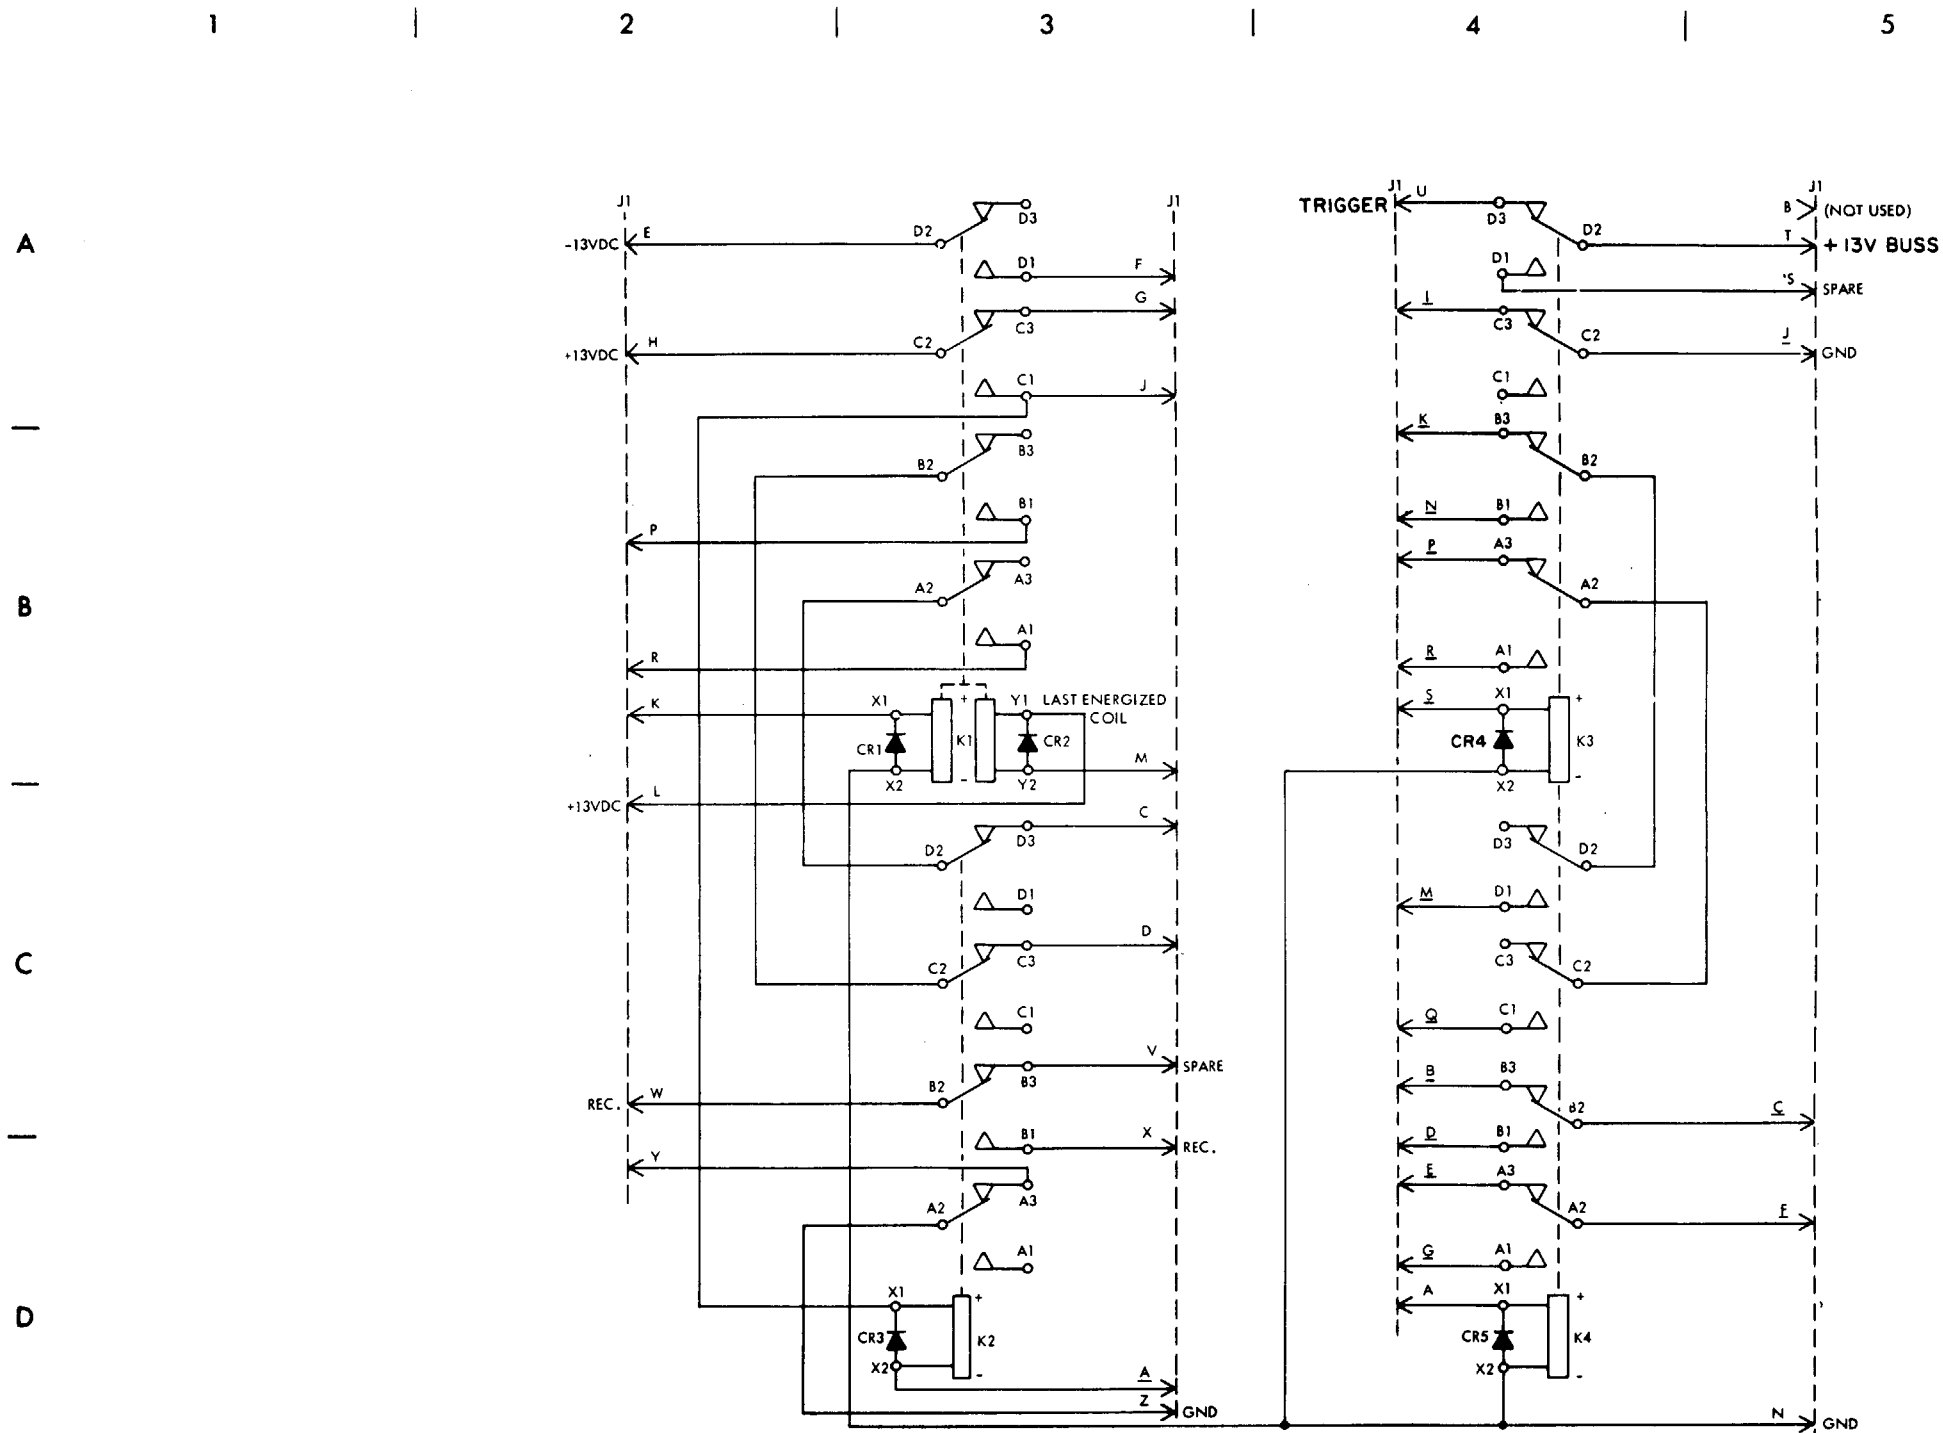 1 | 2 | 3 | 4 | 5
A
B
C
D
J1
-13VDC E D2 D3
D1 F
G
C3
+13VDC H C2
C1 J
B3
B2
B1
P
A3
A2
A1
R
K X1 + Y1 LAST ENERGIZED
COIL
CR1 K1 CR2
X2 - Y2 M
+13VDC L
C
D3
D2
D1
D
C3
C2
C1
V SPARE
B3
B2
REC. W
B1 X REC.
Y
A3
A2
A1
X1 +
CR3 K2
X2 -
A
Z GND
J1
J1 U
TRIGGER
D3
D2
J1
B (NOT USED)
T +13V BUSS
D1
'S SPARE
I
C3
C2 J GND
C1
K B3
B2
N B1
P A3
A2
R A1
S X1 +
CR4 K3
X2 -
D3
D2
M D1
C3
C2
Q C1
B B3
B2 C
D B1
E A3
A2 F
G A1
A X1 +
CR5 K4
X2 -
N GND